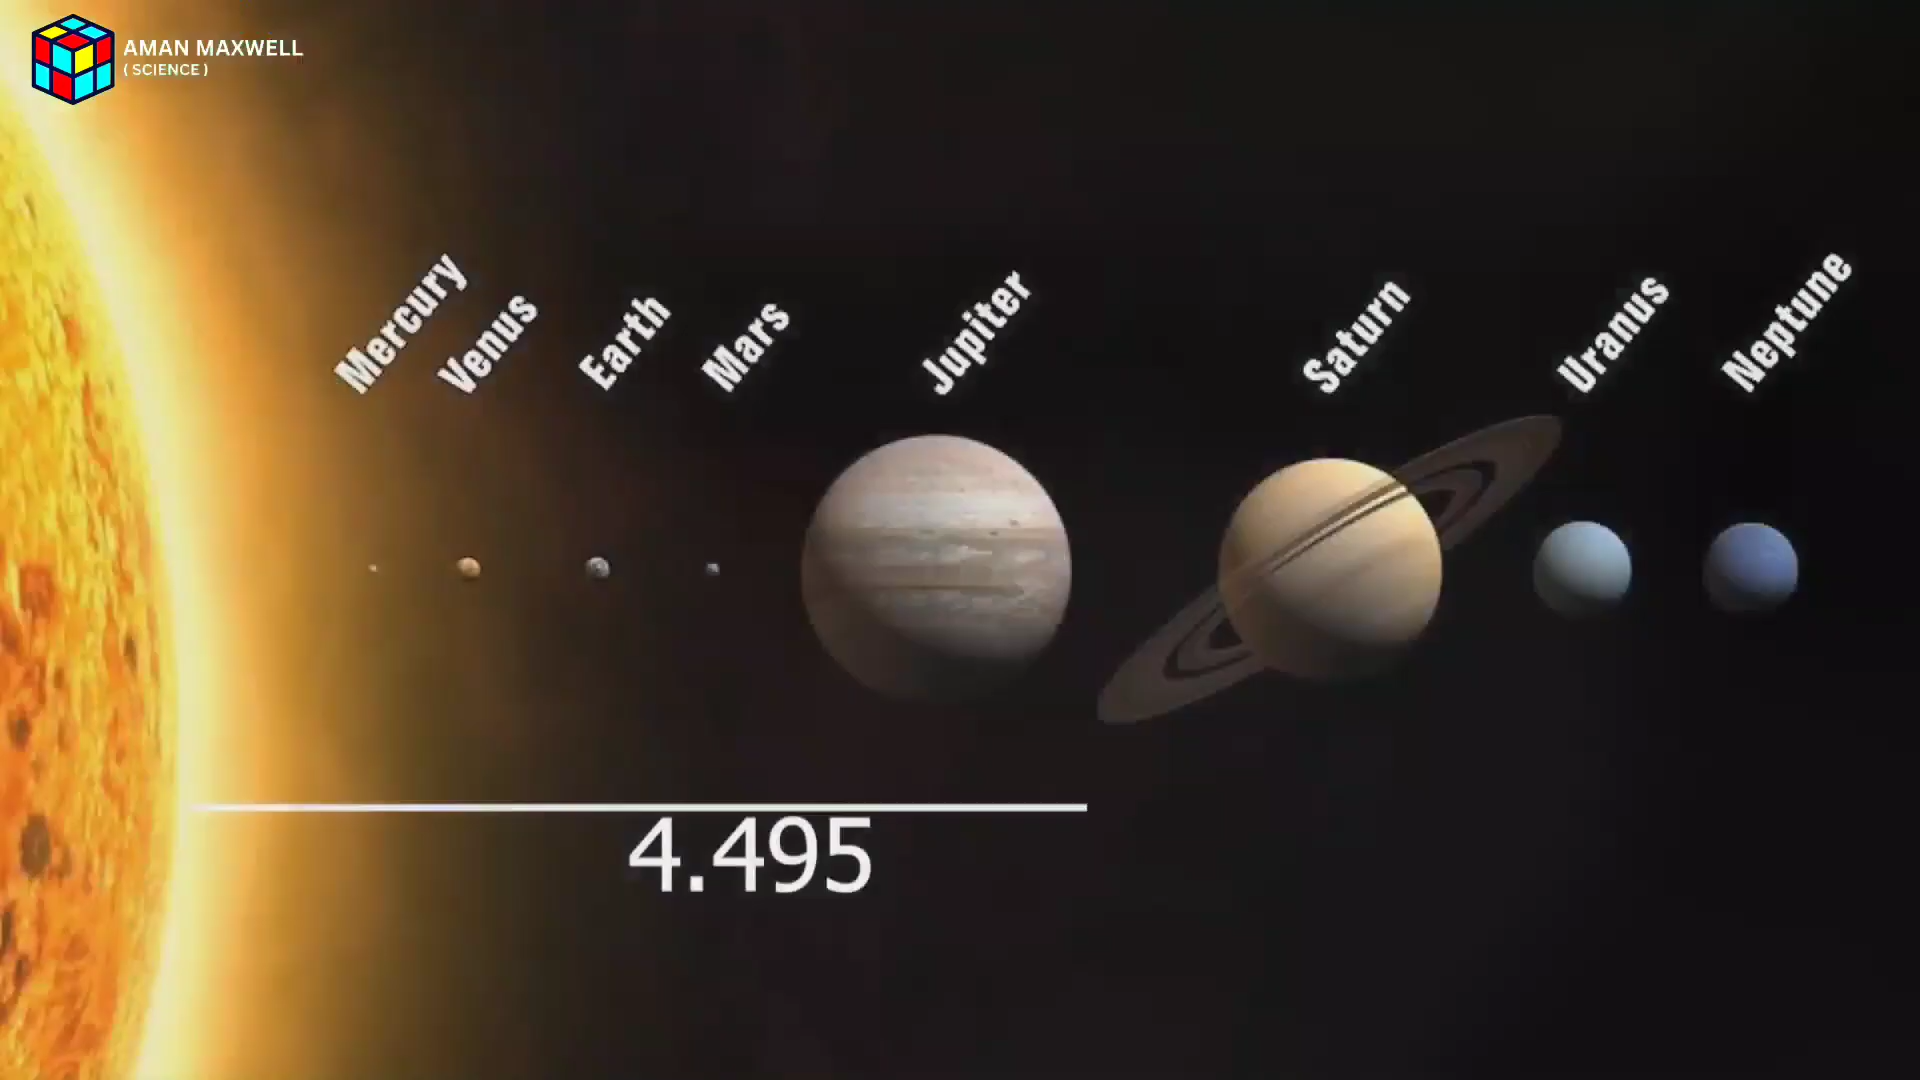 AMAN MAXWELL
( SCIENCE )
Mercury
Venus
Earth
Mars
Jupiter
Saturn
Uranus
Neptune
4.495